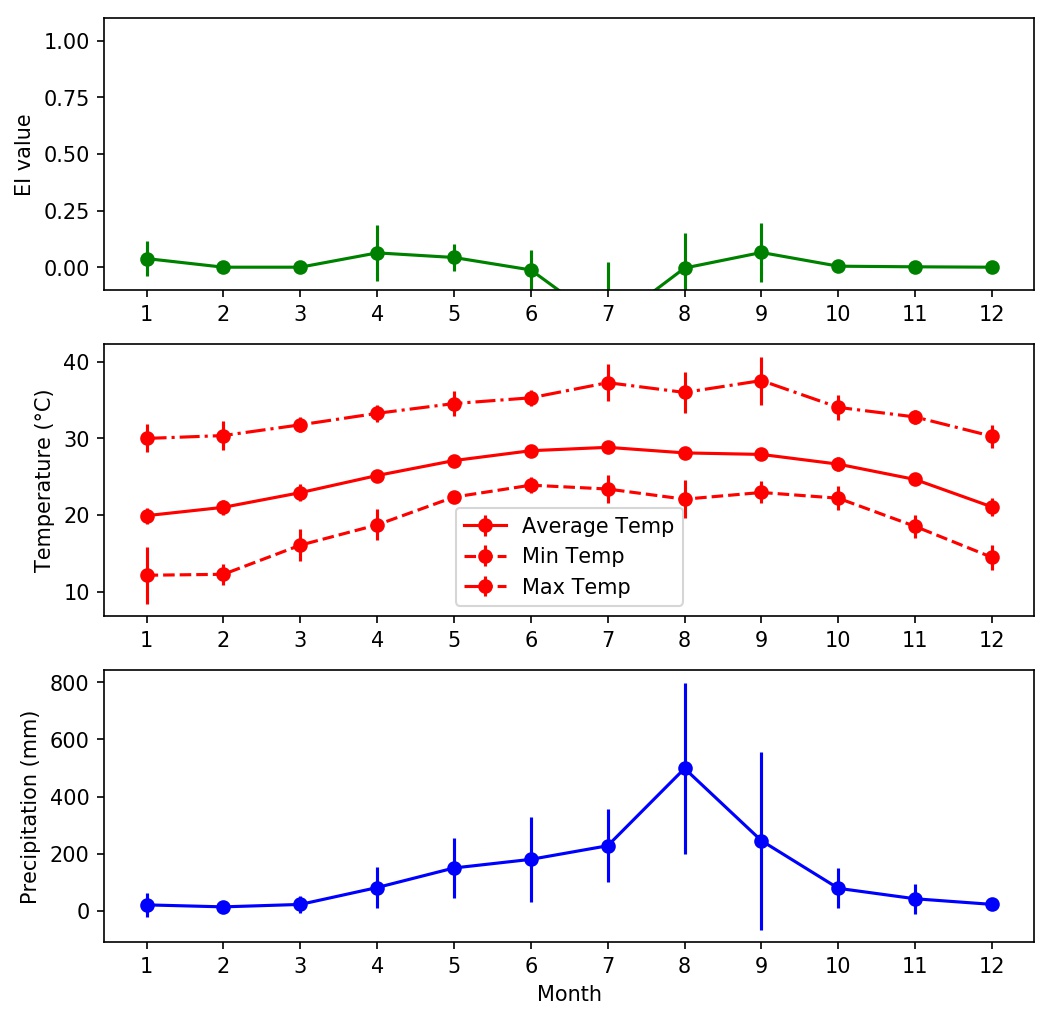 EI value
1.00
0.75
0.50
0.25
0.00
1 2 3 4 5 6 7 8 9 10 11 12
Temperature (°C)
40
30
20
10
Average Temp
Min Temp
Max Temp
1 2 3 4 5 6 7 8 9 10 11 12
Precipitation (mm)
800
600
400
200
0
1 2 3 4 5 6 7 8 9 10 11 12
Month